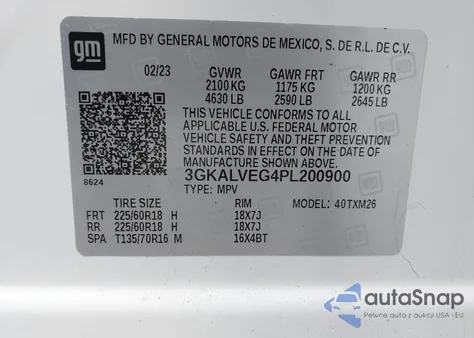 gm
MFD BY GENERAL MOTORS DE MEXICO, S. DE R.L. DE C.V.
02/23 GVWR GAWR FRT GAWR RR
2100 KG 1175 KG 1200 KG
4630 LB 2590 LB 2645 LB
THIS VEHICLE CONFORMS TO ALL
APPLICABLE U.S. FEDERAL MOTOR
VEHICLE SAFETY AND THEFT PREVENTION
STANDARDS IN EFFECT ON THE DATE OF
MANUFACTURE SHOWN ABOVE.
8624
3GKALVEG4PL200900
TYPE: MPV MODEL: 40TXM26
TIRE SIZE RIM
FRT 225/60R18 H 18X7J
RR 225/60R18 H 18X7J
SPA T135/70R16 M 16X4BT
autoSnap
Pewne auta z aukcji USA i EU